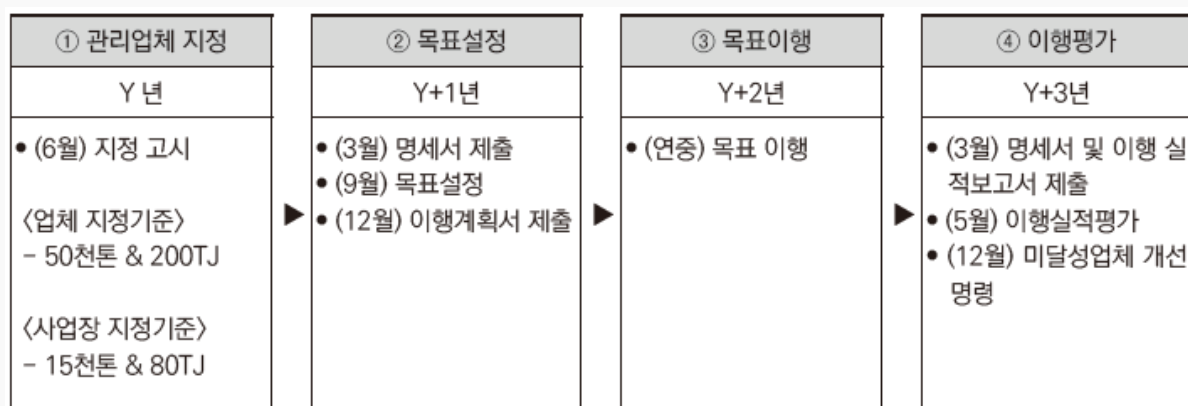 ① 관리업체 지정
Y 년
• (6월) 지정 고시
〈업체 지정기준〉
- 50천톤 & 200TJ
〈사업장 지정기준〉
- 15천톤 & 80TJ
▶
② 목표설정
Y+1년
• (3월) 명세서 제출
• (9월) 목표설정
• (12월) 이행계획서 제출
▶
③ 목표이행
Y+2년
• (연중) 목표 이행
▶
④ 이행평가
Y+3년
• (3월) 명세서 및 이행 실
적보고서 제출
• (5월) 이행실적평가
• (12월) 미달성업체 개선
명령